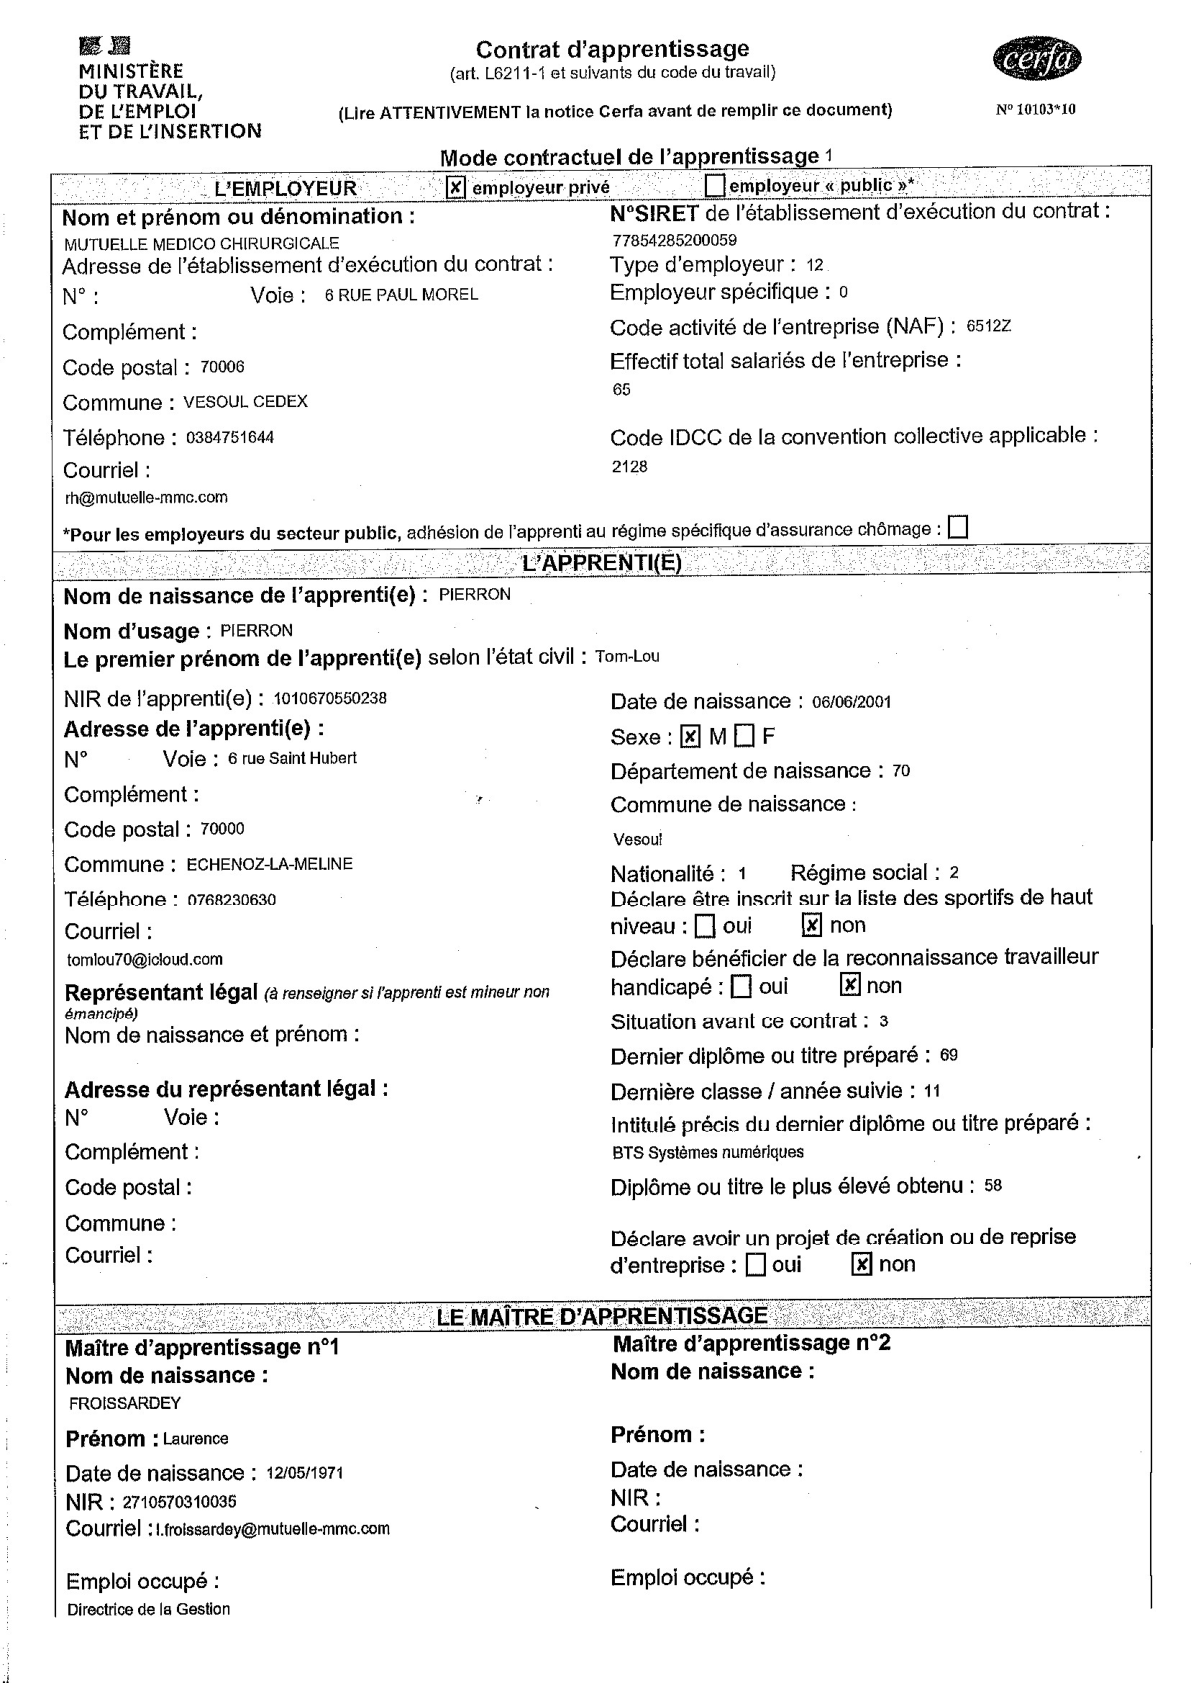 MINISTÈRE
DU TRAVAIL,
DE L'EMPLOI
ET DE L'INSERTION
Contrat d'apprentissage
(art. L6211-1 et suivants du code du travail)
(Lire ATTENTIVEMENT la notice Cerfa avant de remplir ce document)
cerfa
N° 10103*10
Mode contractuel de l'apprentissage 1
L'EMPLOYEUR [x] employeur privé [ ] employeur « public »*
Nom et prénom ou dénomination :
MUTUELLE MEDICO CHIRURGICALE
Adresse de l'établissement d'exécution du contrat :
N° : Voie : 6 RUE PAUL MOREL
Complément :
Code postal : 70006
Commune : VESOUL CEDEX
Téléphone : 0384751644
Courriel :
rh@mutuelle-mmc.com
N°SIRET de l'établissement d'exécution du contrat :
77854285200059
Type d'employeur : 12
Employeur spécifique : 0
Code activité de l'entreprise (NAF) : 6512Z
Effectif total salariés de l'entreprise :
65
Code IDCC de la convention collective applicable :
2128
*Pour les employeurs du secteur public, adhésion de l'apprenti au régime spécifique d'assurance chômage : [ ]
L'APPRENTI(E)
Nom de naissance de l'apprenti(e) : PIERRON
Nom d'usage : PIERRON
Le premier prénom de l'apprenti(e) selon l'état civil : Tom-Lou
NIR de l'apprenti(e) : 1010670550238
Adresse de l'apprenti(e) :
N° Voie : 6 rue Saint Hubert
Complément :
Code postal : 70000
Commune : ECHENOZ-LA-MELINE
Téléphone : 0768230630
Courriel :
tomlou70@icloud.com
Représentant légal (à renseigner si l'apprenti est mineur non
émancipé)
Nom de naissance et prénom :
Adresse du représentant légal :
N° Voie :
Complément :
Code postal :
Commune :
Courriel :
Date de naissance : 06/06/2001
Sexe : [x] M [ ] F
Département de naissance : 70
Commune de naissance :
Vesoul
Nationalité : 1 Régime social : 2
Déclare être inscrit sur la liste des sportifs de haut
niveau : [ ] oui [x] non
Déclare bénéficier de la reconnaissance travailleur
handicapé : [ ] oui [x] non
Situation avant ce contrat : 3
Dernier diplôme ou titre préparé : 69
Dernière classe / année suivie : 11
Intitulé précis du dernier diplôme ou titre préparé :
BTS Systèmes numériques
Diplôme ou titre le plus élevé obtenu : 58
Déclare avoir un projet de création ou de reprise
d'entreprise : [ ] oui [x] non
LE MAÎTRE D'APPRENTISSAGE
Maître d'apprentissage n°1
Nom de naissance :
FROISSARDEY
Prénom : Laurence
Date de naissance : 12/05/1971
NIR : 2710570310035
Courriel : l.froissardey@mutuelle-mmc.com
Emploi occupé :
Directrice de la Gestion
Maître d'apprentissage n°2
Nom de naissance :
Prénom :
Date de naissance :
NIR :
Courriel :
Emploi occupé :